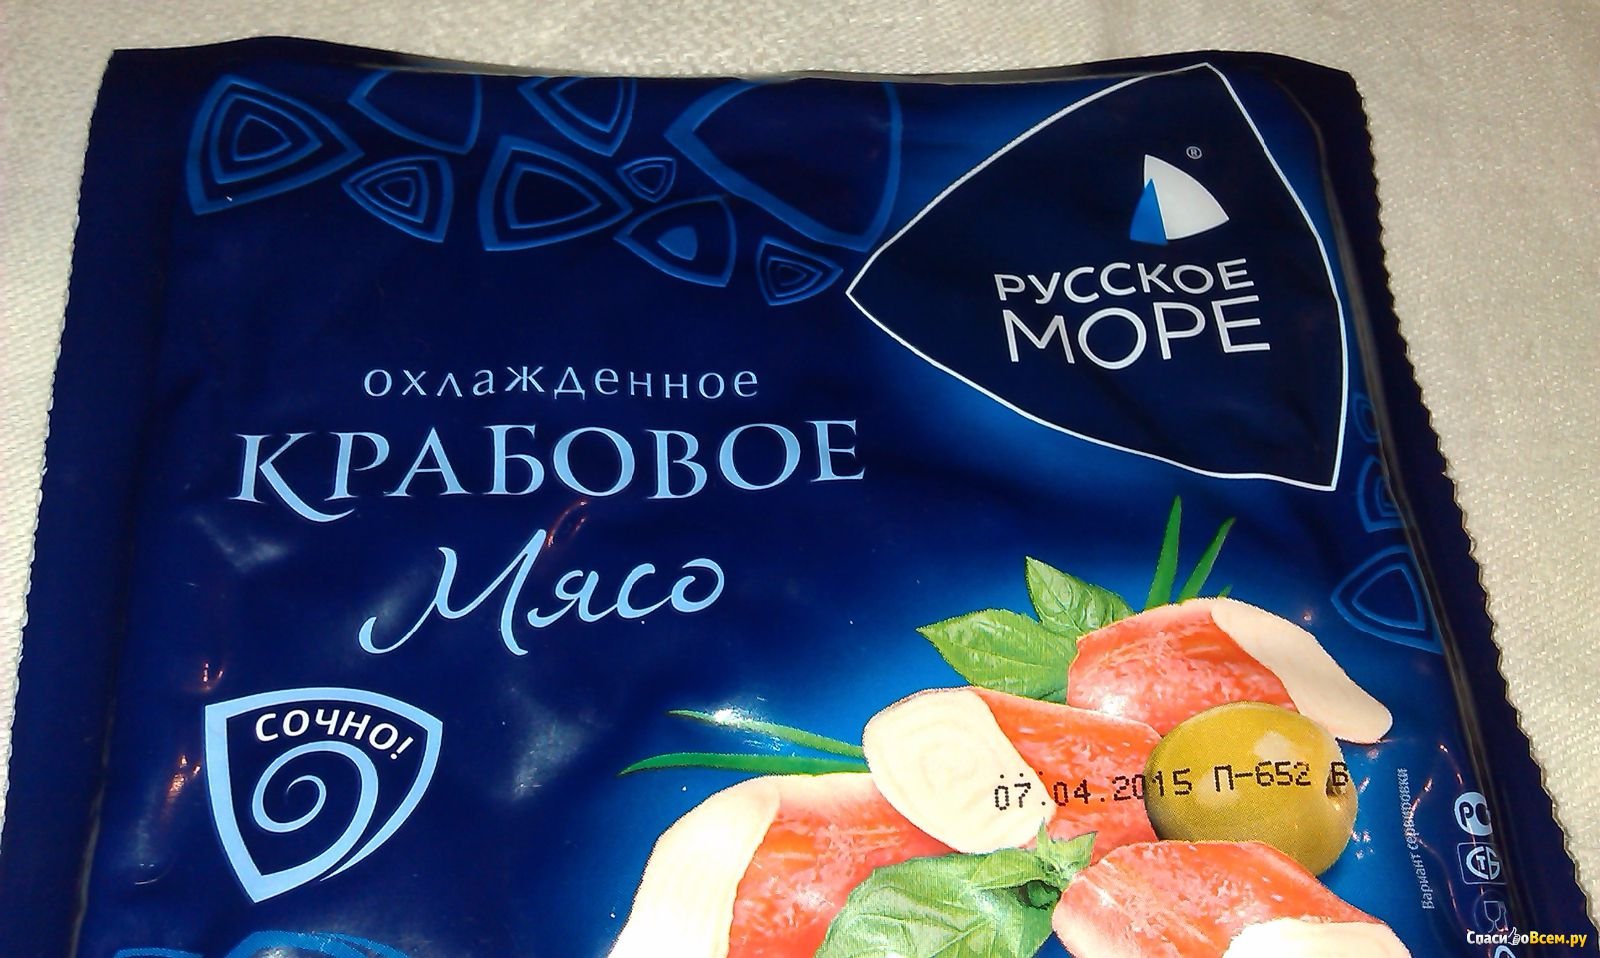 ®
РУССКОЕ
МОРЕ
охлажденное
КРАБОВОЕ
Мясо
СОЧНО!
07.04.2015 П-652 Б
Вариант сервировки
СпасибоВсем.ру